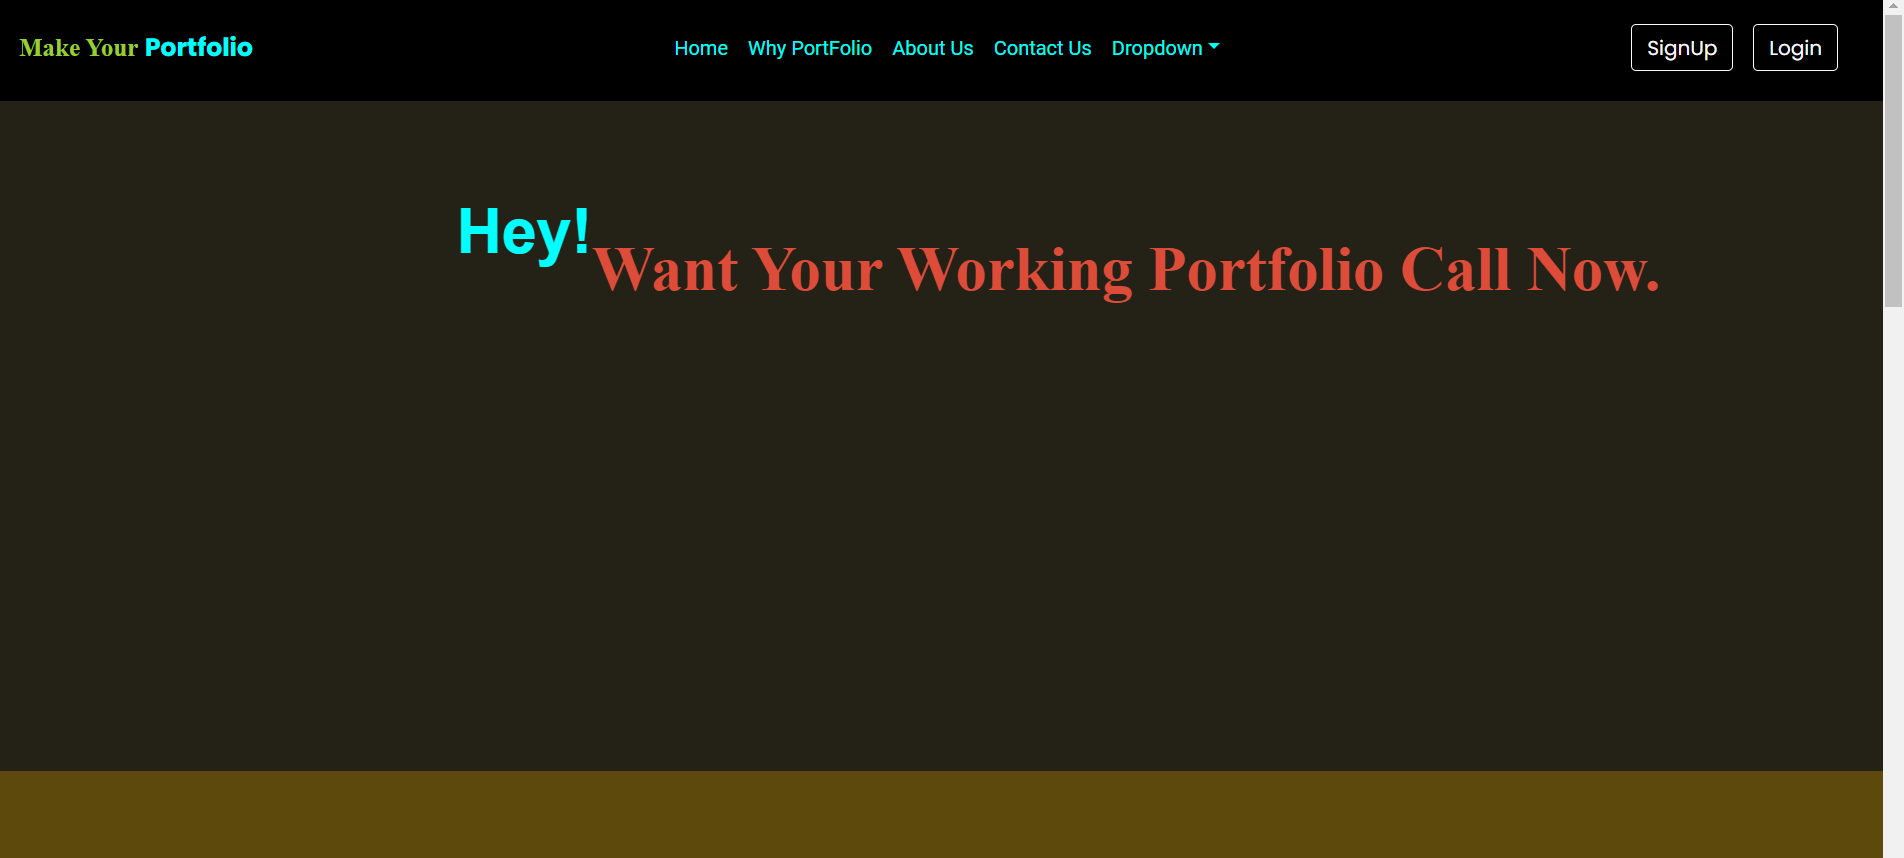 Make Your Portfolio
Home Why PortFolio About Us Contact Us Dropdown
SignUp Login
Hey!
Want Your Working Portfolio Call Now.